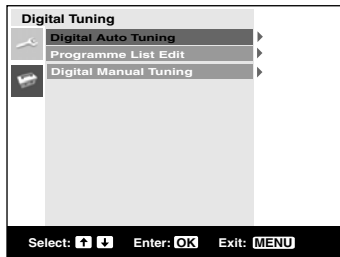 Digital Tuning
Digital Auto Tuning
Programme List Edit
Digital Manual Tuning
Select: ↑ ↓ Enter: OK Exit: MENU